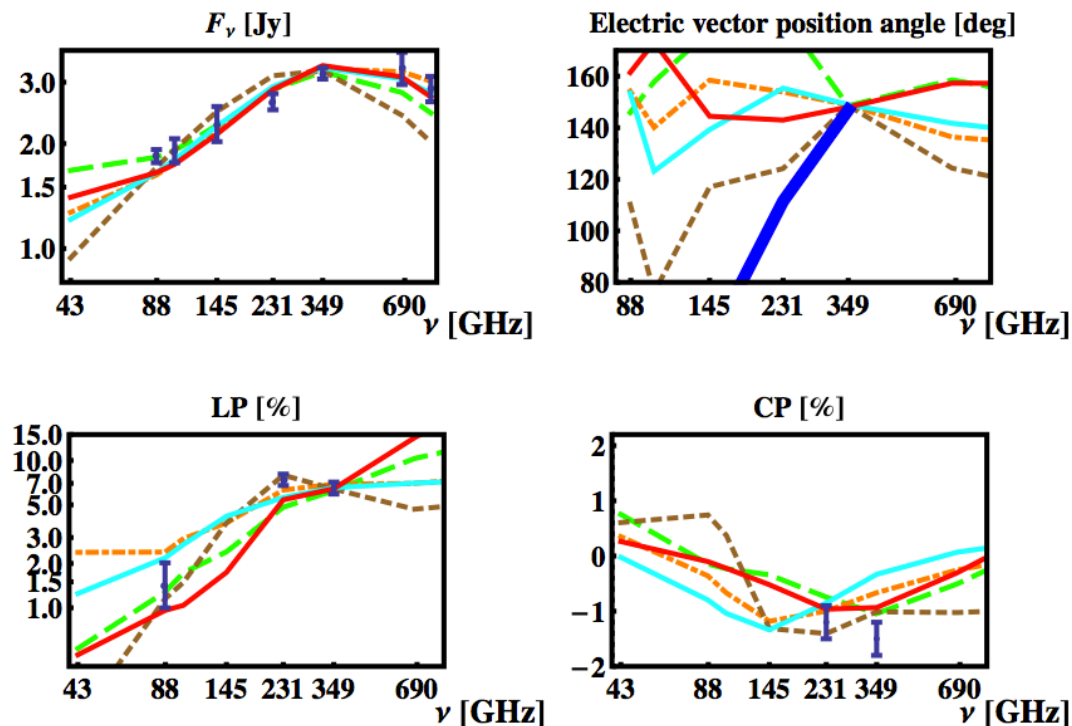 F_ν [Jy]
3.0
2.0
1.5
1.0
43 88 145 231 349 690
ν [GHz]
Electric vector position angle [deg]
160
140
120
100
80
88 145 231 349 690
ν [GHz]
LP [%]
15.0
10.0
7.0
5.0
3.0
2.0
1.5
1.0
43 88 145 231 349 690
ν [GHz]
CP [%]
2
1
0
−1
−2
43 88 145 231 349 690
ν [GHz]